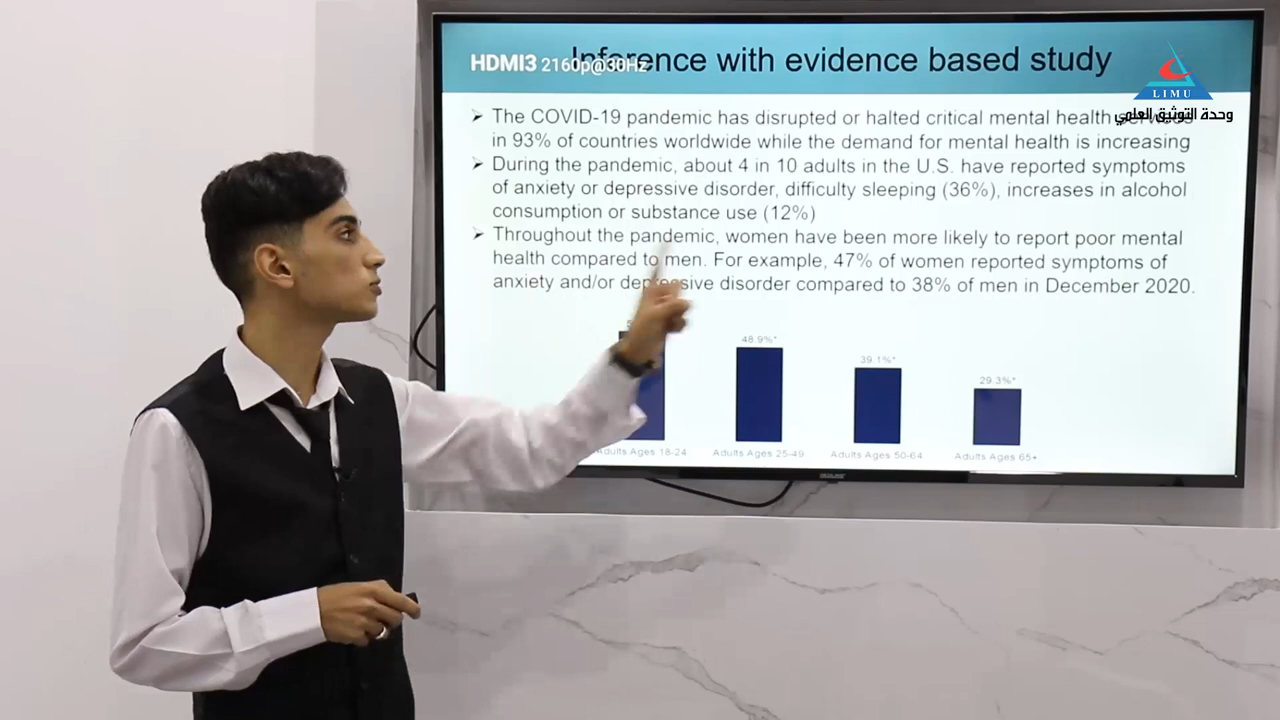 Inference with evidence based study
HDMI3 2160p@30Hz
LIMU
وحدة التوثيق العلمي
The COVID-19 pandemic has disrupted or halted critical mental health
in 93% of countries worldwide while the demand for mental health is increasing
During the pandemic, about 4 in 10 adults in the U.S. have reported symptoms
of anxiety or depressive disorder, difficulty sleeping (36%), increases in alcohol
consumption or substance use (12%)
Throughout the pandemic, women have been more likely to report poor mental
health compared to men. For example, 47% of women reported symptoms of
anxiety and/or depressive disorder compared to 38% of men in December 2020.
48.9%*
39.1%*
29.3%*
Adults Ages 18-24
Adults Ages 25-49
Adults Ages 50-64
Adults Ages 65+